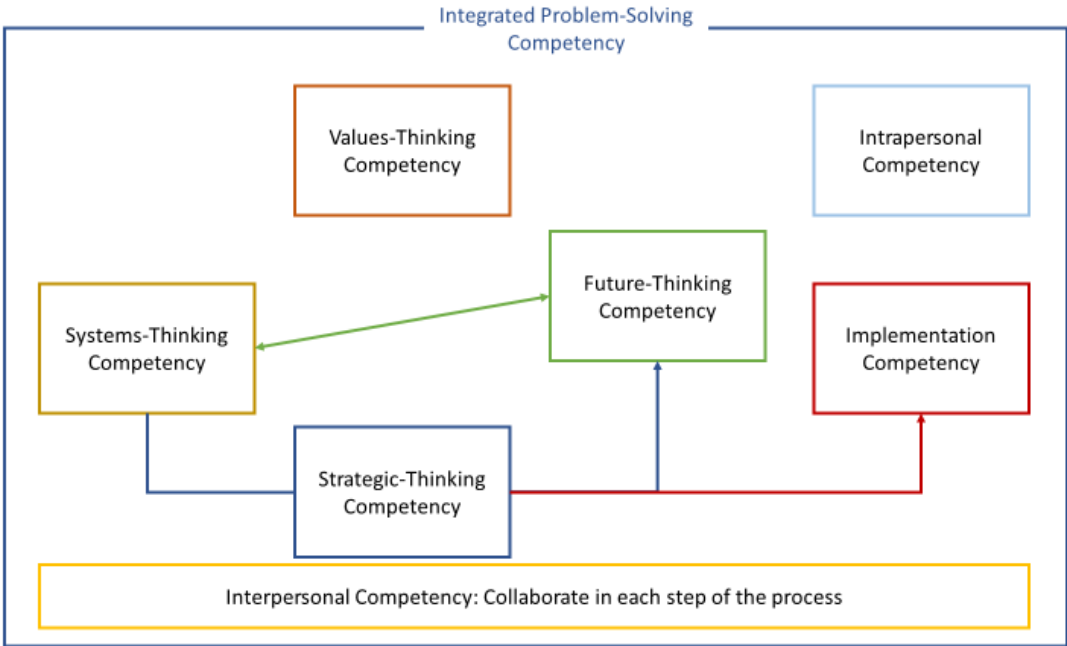 Integrated Problem-Solving
Competency
Values-Thinking
Competency
Intrapersonal
Competency
Future-Thinking
Competency
Systems-Thinking
Competency
Implementation
Competency
Strategic-Thinking
Competency
Interpersonal Competency: Collaborate in each step of the process